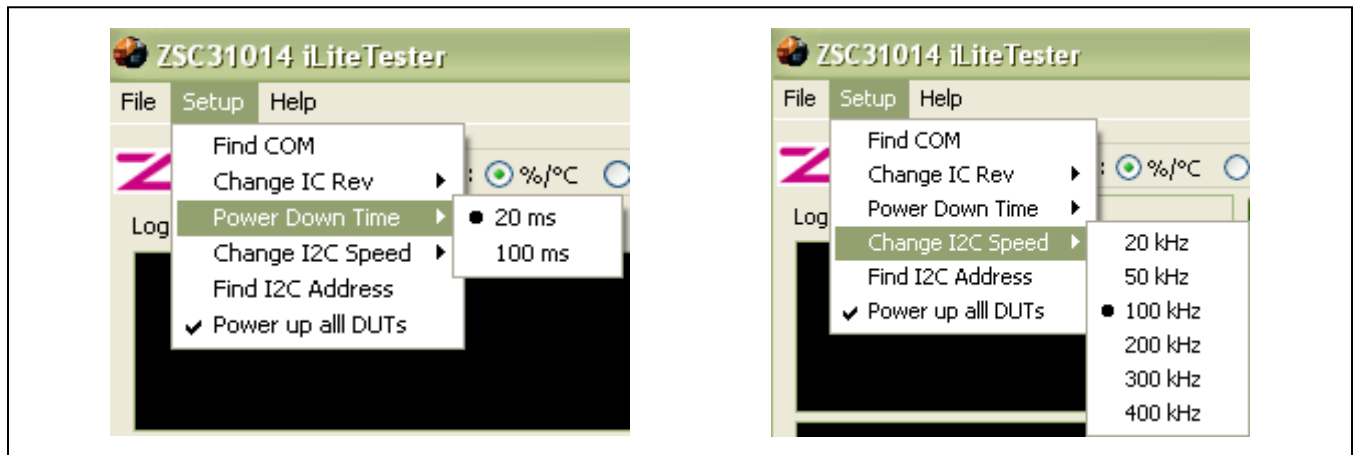 ZSC31014 iLiteTester
File Setup Help
Find COM
Change IC Rev
: %/°C
Log
Power Down Time
20 ms
Change I2C Speed
100 ms
Find I2C Address
Power up alll DUTs
ZSC31014 iLiteTester
File Setup Help
Find COM
Change IC Rev
: %/°C
Log
Power Down Time
Change I2C Speed
20 kHz
Find I2C Address
50 kHz
Power up alll DUTs
100 kHz
200 kHz
300 kHz
400 kHz